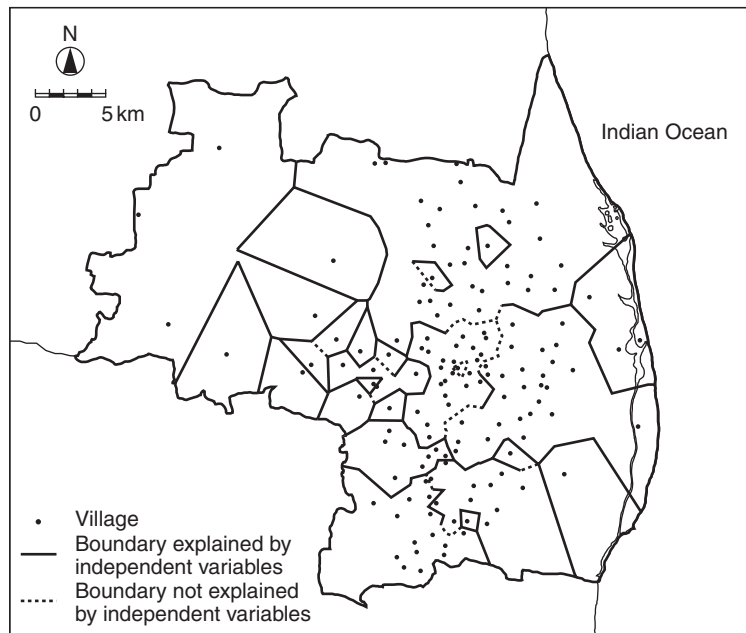 N
0 5 km
Indian Ocean
Village
Boundary explained by
independent variables
Boundary not explained
by independent variables